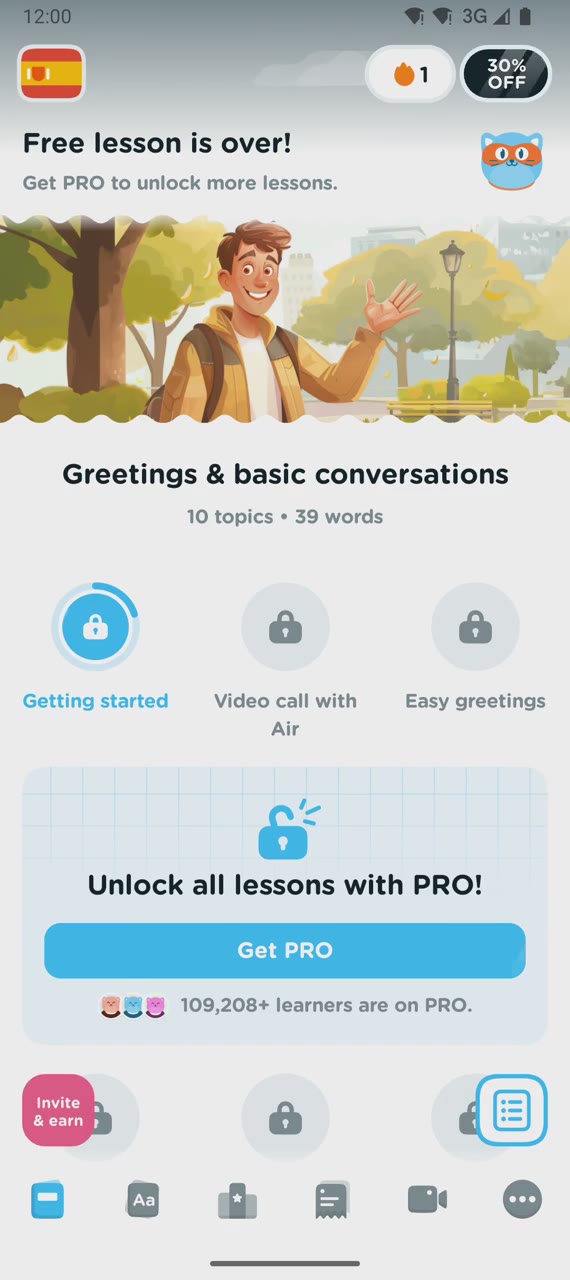 12:00
3G
1
30%
OFF
Free lesson is over!
Get PRO to unlock more lessons.
Greetings & basic conversations
10 topics • 39 words
Getting started
Video call with
Air
Easy greetings
Unlock all lessons with PRO!
Get PRO
109,208+ learners are on PRO.
Invite
& earn
Aa